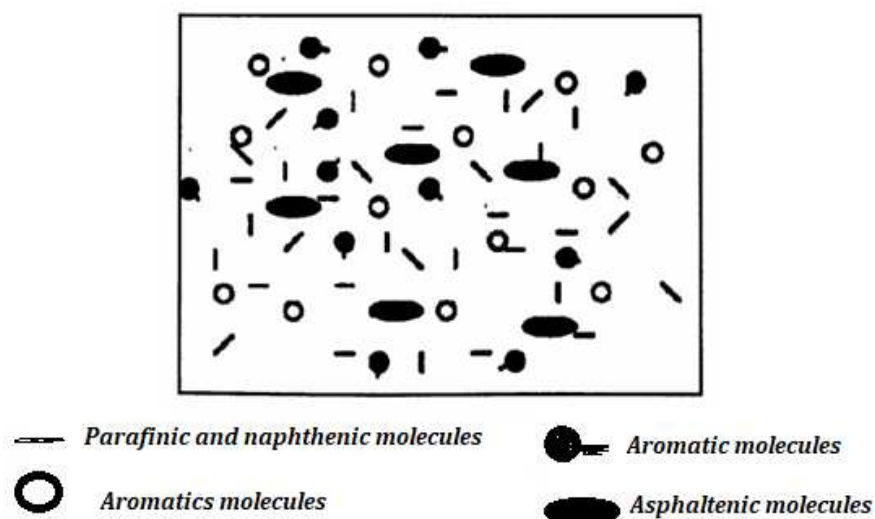 Parafinic and naphthenic molecules
Aromatic molecules
Aromatics molecules
Asphaltenic molecules